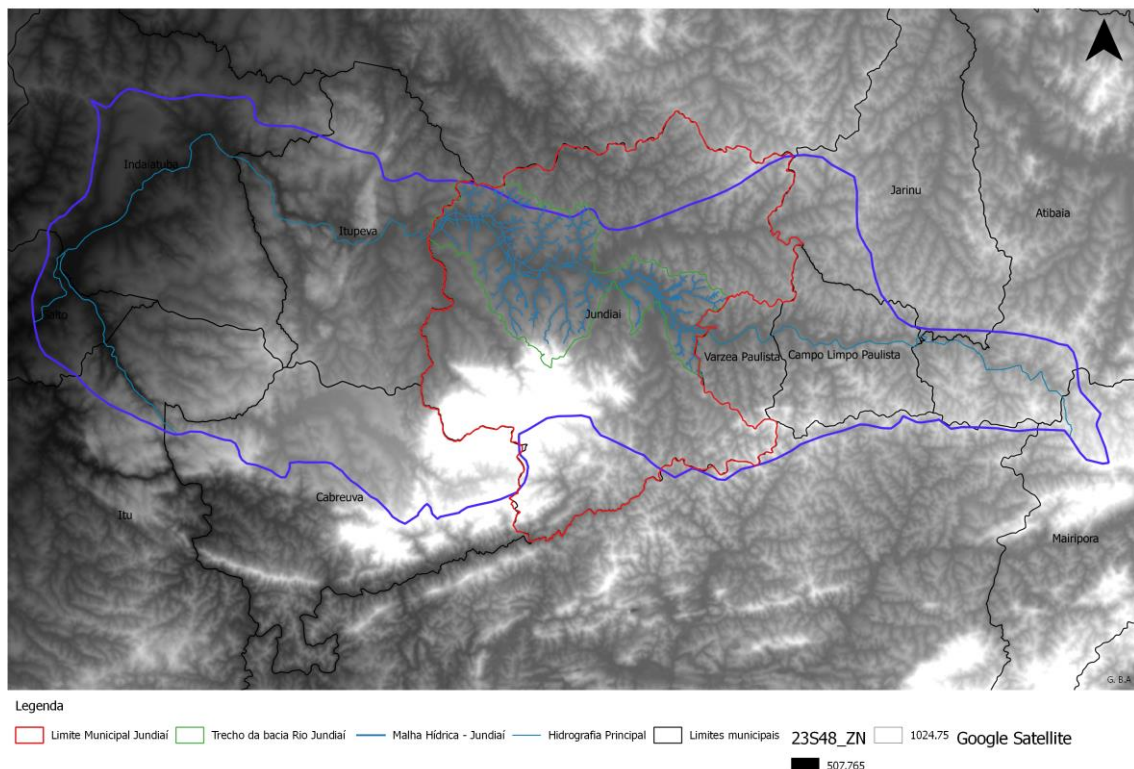 Indaiatuba
Jarinu
Atibaia
Itupeva
Salto
Jundiaí
Varzea Paulista
Campo Limpo Paulista
Cabreuva
Itu
Mairipora
G. B.A
Legenda
Limite Municipal Jundiaí Trecho da bacia Rio Jundiaí Malha Hídrica - Jundiaí Hidrografia Principal Limites municipais 23S48_ZN 1024.75 Google Satellite
507.765